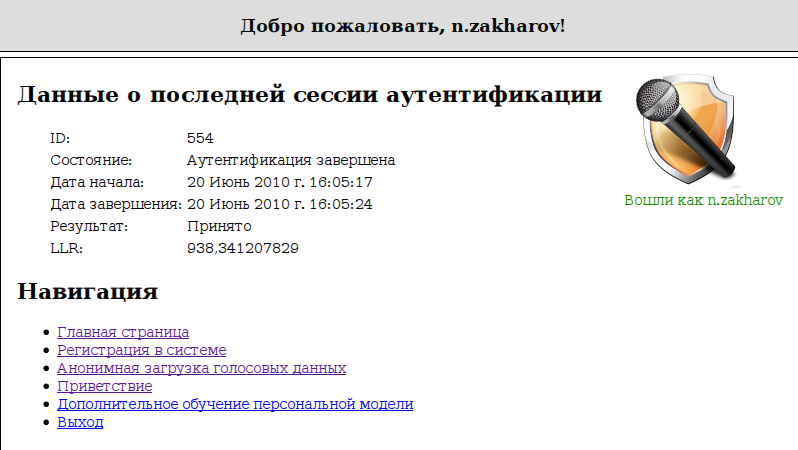 Добро пожаловать, n.zakharov!
Данные о последней сессии аутентификации
ID: 554
Состояние: Аутентификация завершена
Дата начала: 20 Июнь 2010 г. 16:05:17
Дата завершения: 20 Июнь 2010 г. 16:05:24
Результат: Принято
LLR: 938,341207829
Вошли как n.zakharov
Навигация
Главная страница
Регистрация в системе
Анонимная загрузка голосовых данных
Приветствие
Дополнительное обучение персональной модели
Выход